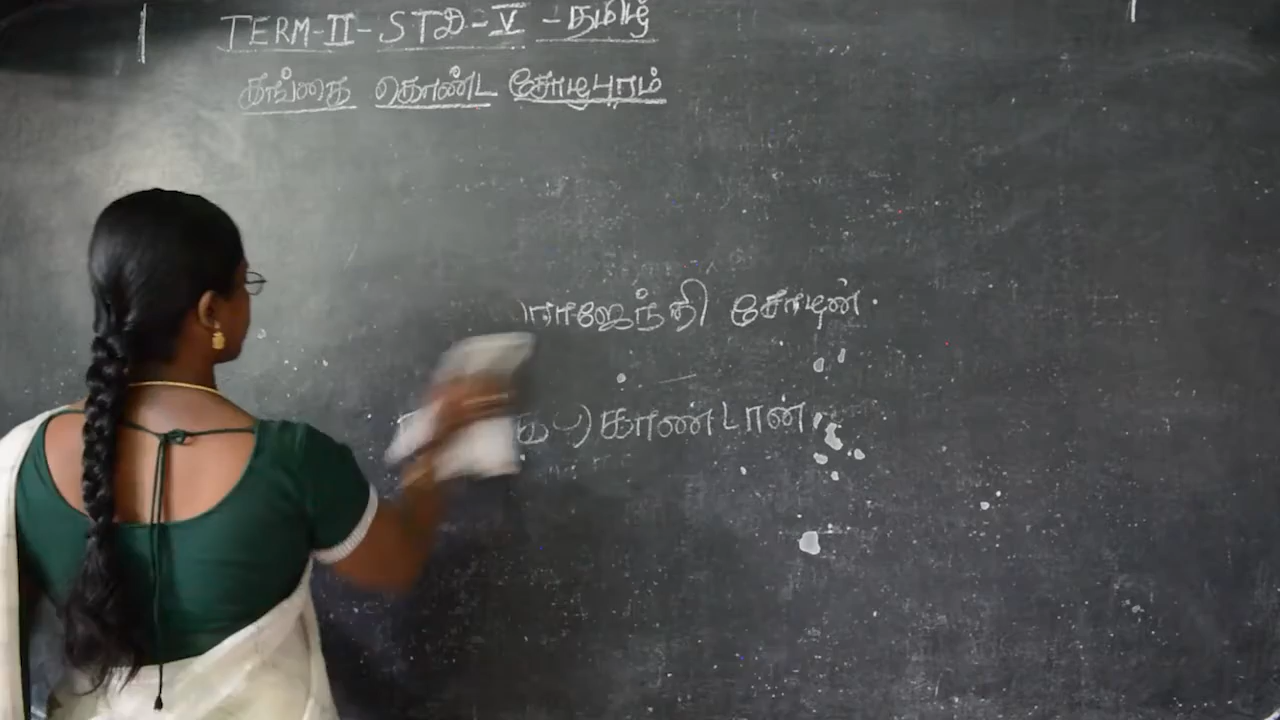 TERM-II-STD-V-தமிழ்
கங்கை கொண்ட சோழபுரம்
ராஜேந்தி சோழன்.
காண்டான்